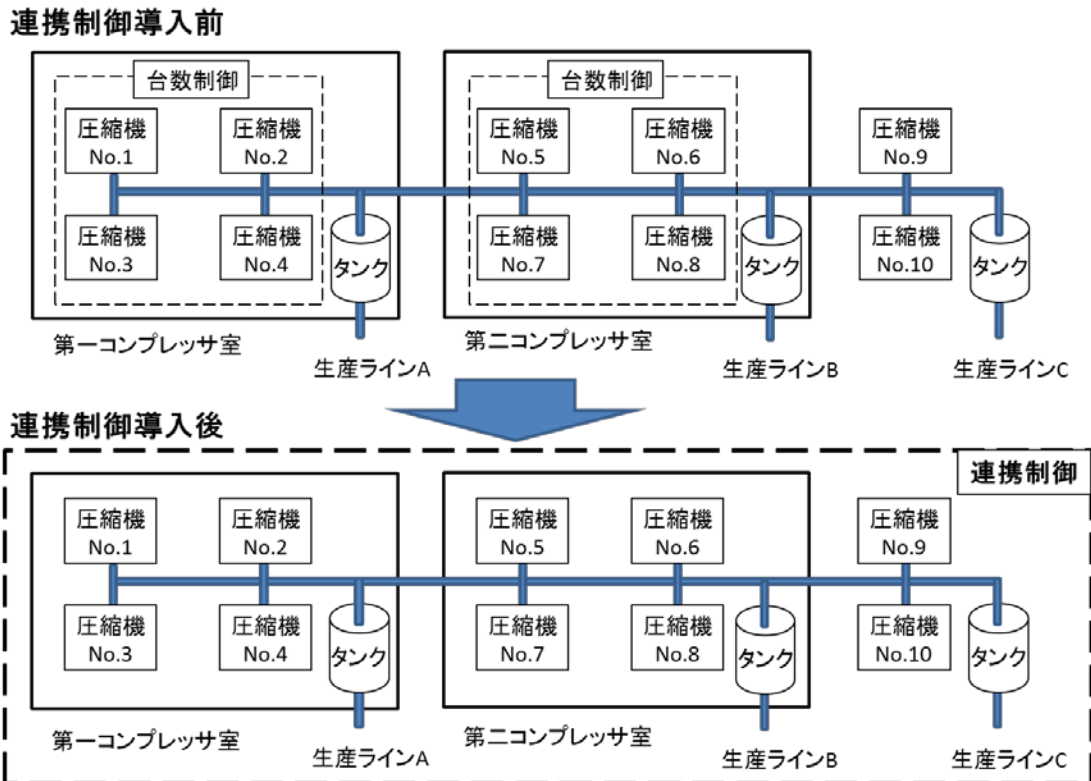 連携制御導入前
台数制御
台数制御
圧縮機
No.1
圧縮機
No.2
圧縮機
No.5
圧縮機
No.6
圧縮機
No.9
圧縮機
No.3
圧縮機
No.4
タンク
圧縮機
No.7
圧縮機
No.8
タンク
圧縮機
No.10
タンク
第一コンプレッサ室
第二コンプレッサ室
生産ラインA
生産ラインB
生産ラインC
連携制御導入後
連携制御
圧縮機
No.1
圧縮機
No.2
圧縮機
No.5
圧縮機
No.6
圧縮機
No.9
圧縮機
No.3
圧縮機
No.4
タンク
圧縮機
No.7
圧縮機
No.8
タンク
圧縮機
No.10
タンク
第一コンプレッサ室
第二コンプレッサ室
生産ラインA
生産ラインB
生産ラインC